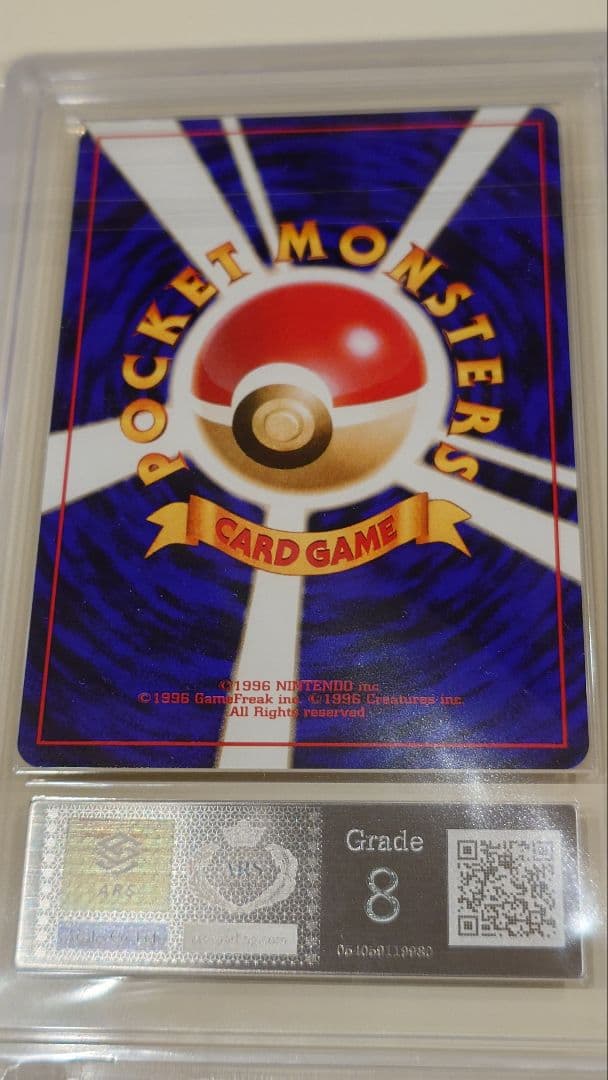 POCKET MONSTERS
CARD GAME
©1996 NINTENDO inc.
©1996 GameFreak inc. ©1996 Creatures inc.
All Rights reserved.
ARS
ARS
Grade
8